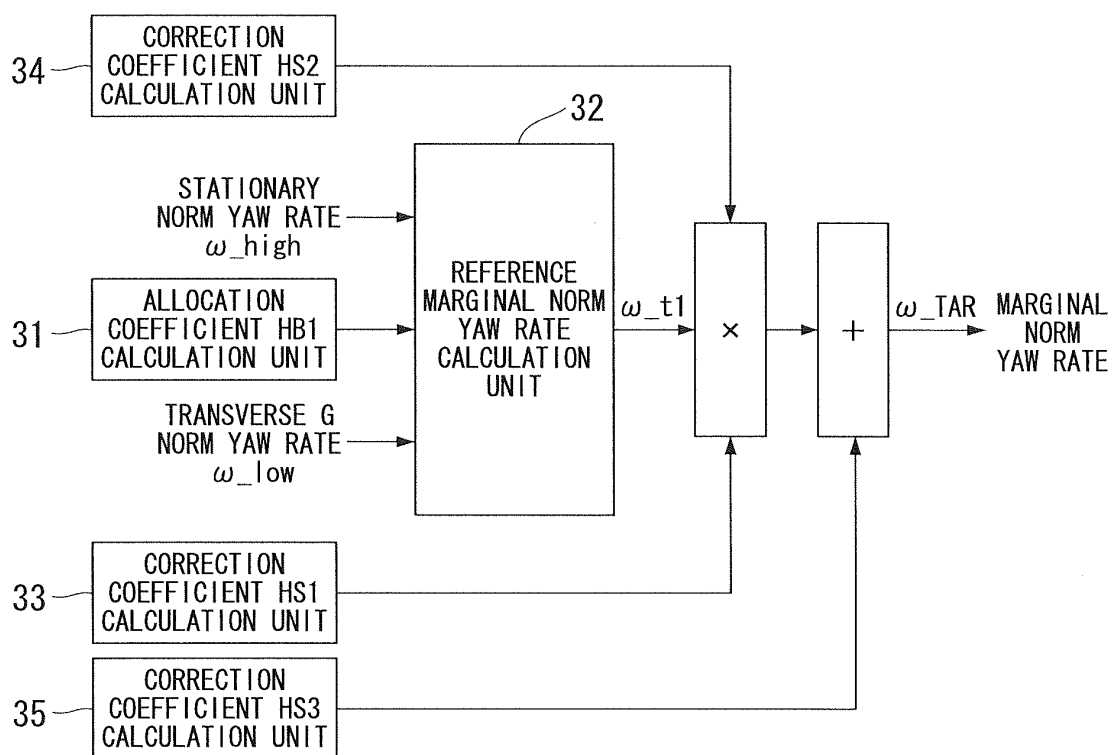 34
CORRECTION
COEFFICIENT HS2
CALCULATION UNIT
32
STATIONARY
NORM YAW RATE
ω_high
31
ALLOCATION
COEFFICIENT HB1
CALCULATION UNIT
TRANSVERSE G
NORM YAW RATE
ω_low
REFERENCE
MARGINAL NORM
YAW RATE
CALCULATION
UNIT
ω_t1
×
+
ω_TAR
MARGINAL
NORM
YAW RATE
33
CORRECTION
COEFFICIENT HS1
CALCULATION UNIT
35
CORRECTION
COEFFICIENT HS3
CALCULATION UNIT